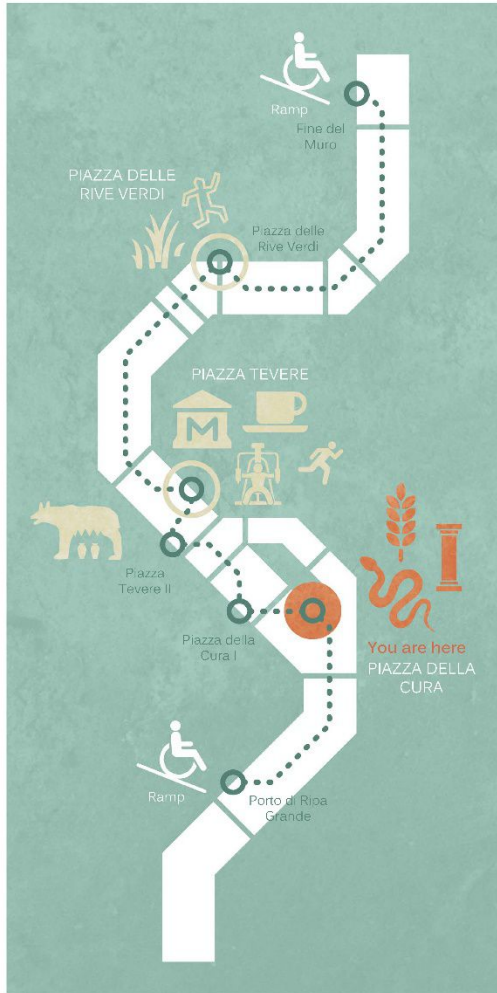 Ramp
Fine del
Muro
PIAZZA DELLE
RIVE VERDI
Piazza delle
Rive Verdi
PIAZZA TEVERE
M
Piazza
Tevere II
Piazza della
Cura I
You are here
PIAZZA DELLA
CURA
Ramp
Porto di Ripa
Grande